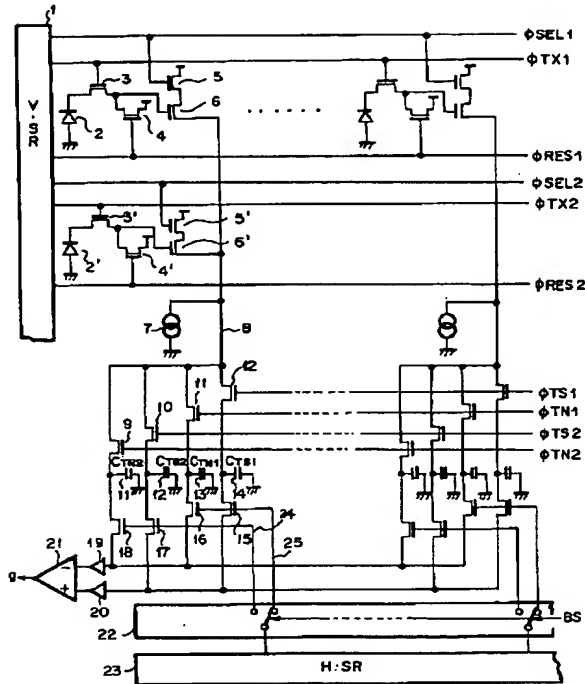 1
φSEL1
φTX1
3
5
6
V·SR
2
4
φRES1
φSEL2
φTX2
3'
5'
6'
2'
4'
φRES2
7
8
12
φTS1
11
φTN1
10
φTS2
9
φTN2
CTN2 CTS2 CTN1 CTS1
11 12 13 14
24
18 17 16 15
25
21 19
20
g
22
BS
23
H·SR